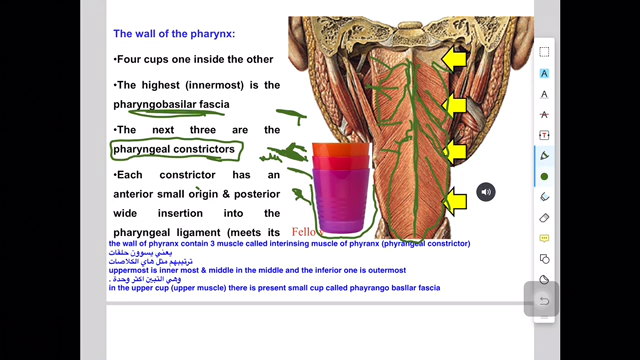 The wall of the pharynx:
•Four cups one inside the other
•The highest (innermost) is the
pharyngobasilar fascia
•The next three are the
pharyngeal constrictors
•Each constrictor has an
anterior small origin & posterior
wide insertion into the
pharyngeal ligament (meets its
Fello
the wall of phyranx contain 3 muscle called interinsing muscle of phyranx (phyrangeal constrictor)
يعني يسوون حلقات
ترتيبهم مثل هاي الكلاصات
uppermost is inner most & middle in the middle and the inferior one is outermost
وهي التبين اكثر وحدة .
in the upper cup (upper muscle) there is present small cup called phayrango basllar fascia